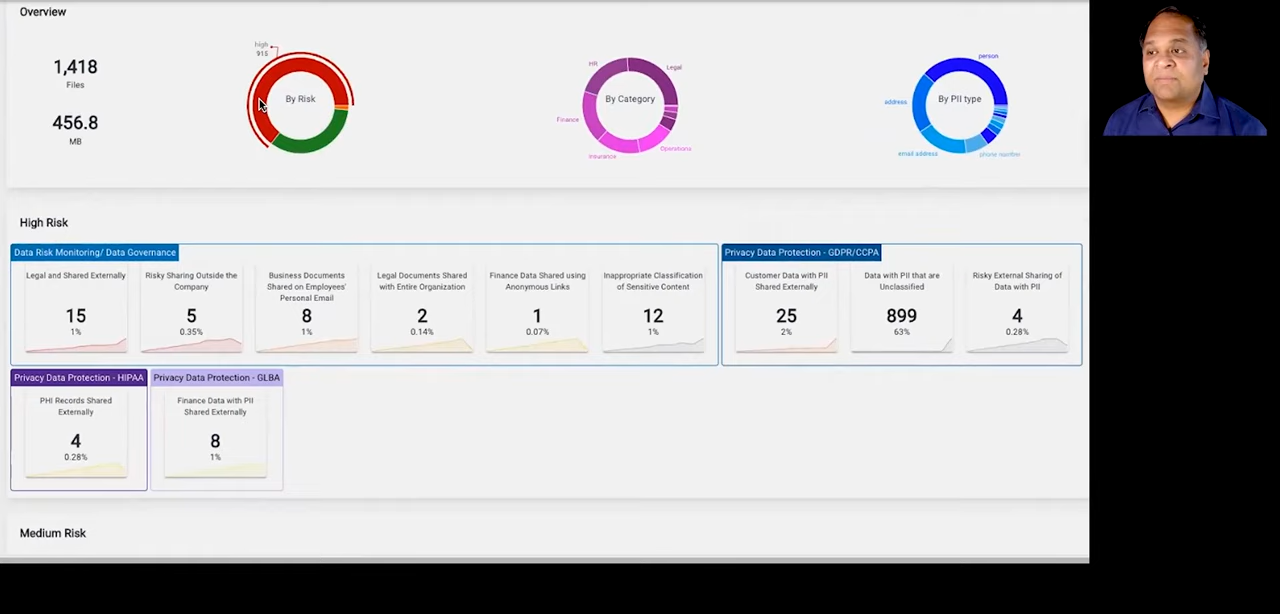 Overview
1,418
Files
456.8
MB
high
915
By Risk
HR
Legal
By Category
Finance
Insurance
Operations
person
address
By PII type
email address
phone number
High Risk
Data Risk Monitoring/ Data Governance
Legal and Shared Externally
15
1%
Risky Sharing Outside the
Company
5
0.35%
Business Documents
Shared on Employees'
Personal Email
8
1%
Legal Documents Shared
with Entire Organization
2
0.14%
Finance Data Shared using
Anonymous Links
1
0.07%
Inappropriate Classification
of Sensitive Content
12
1%
Privacy Data Protection - GDPR/CCPA
Customer Data with PII
Shared Externally
25
2%
Data with PII that are
Unclassified
899
63%
Risky External Sharing of
Data with PII
4
0.28%
Privacy Data Protection - HIPAA
PHI Records Shared
Externally
4
0.28%
Privacy Data Protection - GLBA
Finance Data with PII
Shared Externally
8
1%
Medium Risk